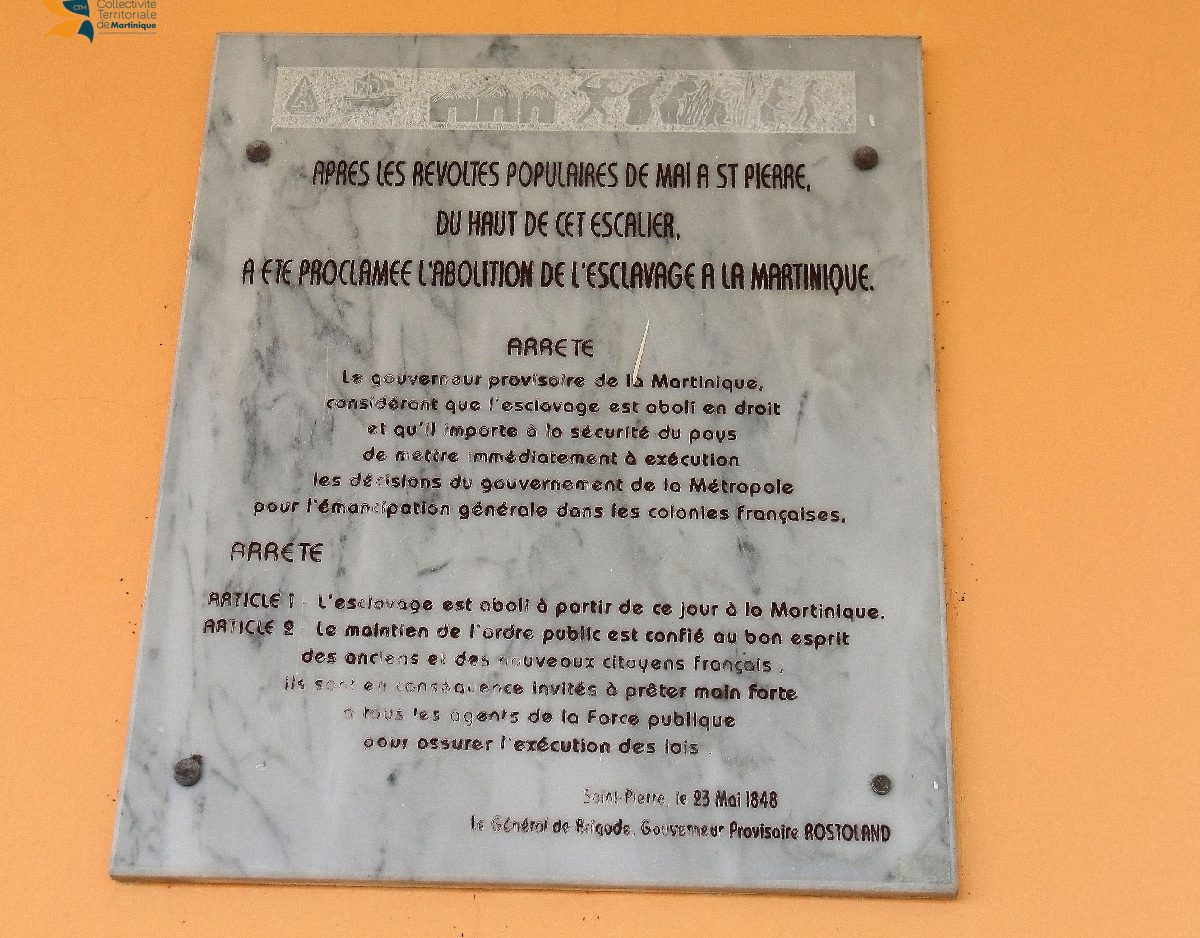 Collectivité
Territoriale
de Martinique
CTM
APRES LES REVOLTES POPULAIRES DE MAI A ST PIERRE,
DU HAUT DE CET ESCALIER,
A ETE PROCLAMEE L'ABOLITION DE L'ESCLAVAGE A LA MARTINIQUE.
ARRETE
Le gouverneur provisoire de la Martinique,
considérant que l'esclavage est aboli en droit
et qu'il importe à la sécurité du pays
de mettre immédiatement à exécution
les décisions du gouvernement de la Métropole
pour l'émancipation générale dans les colonies françaises,
ARRETE
ARTICLE 1 - L'esclavage est aboli à partir de ce jour à la Martinique.
ARTICLE 2 - Le maintien de l'ordre public est confié au bon esprit
des anciens et des nouveaux citoyens français ;
ils sont en conséquence invités à prêter main forte
à tous les agents de la Force publique
pour assurer l'exécution des lois.
Saint-Pierre, le 23 Mai 1848
Le Général de Brigade, Gouverneur Provisoire ROSTOLAND